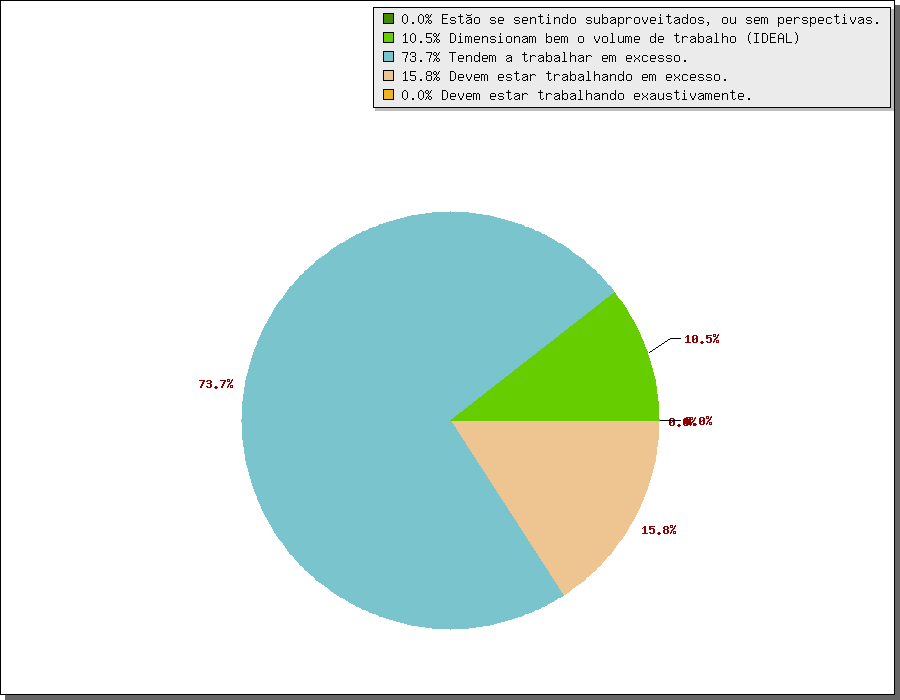 0.0% Estão se sentindo subaproveitados, ou sem perspectivas.
10.5% Dimensionam bem o volume de trabalho (IDEAL)
73.7% Tendem a trabalhar em excesso.
15.8% Devem estar trabalhando em excesso.
0.0% Devem estar trabalhando exaustivamente.
10.5%
73.7%
15.8%